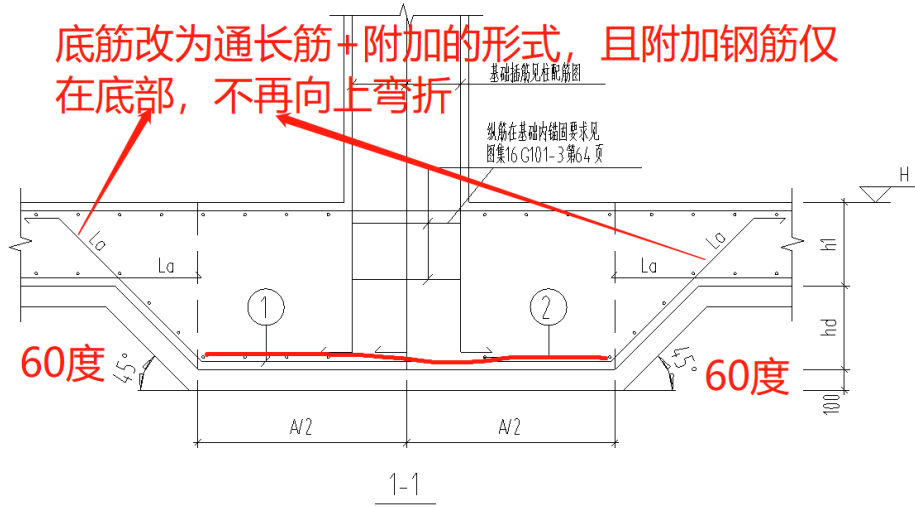 底筋改为通长筋+附加的形式，且附加钢筋仅
在底部，不再向上弯折
基础插筋见柱配筋图
纵筋在基础内锚固要求见
图集16G101-3第64页
H
La
La
La
La
h1
1
2
hd
60度
45°
45°
60度
100
A/2
A/2
1-1